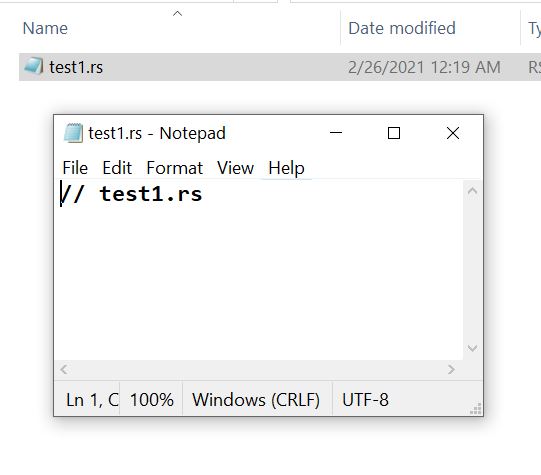 Name Date modified Ty
test1.rs 2/26/2021 12:19 AM RS
test1.rs - Notepad
File Edit Format View Help
// test1.rs
Ln 1, C 100% Windows (CRLF) UTF-8